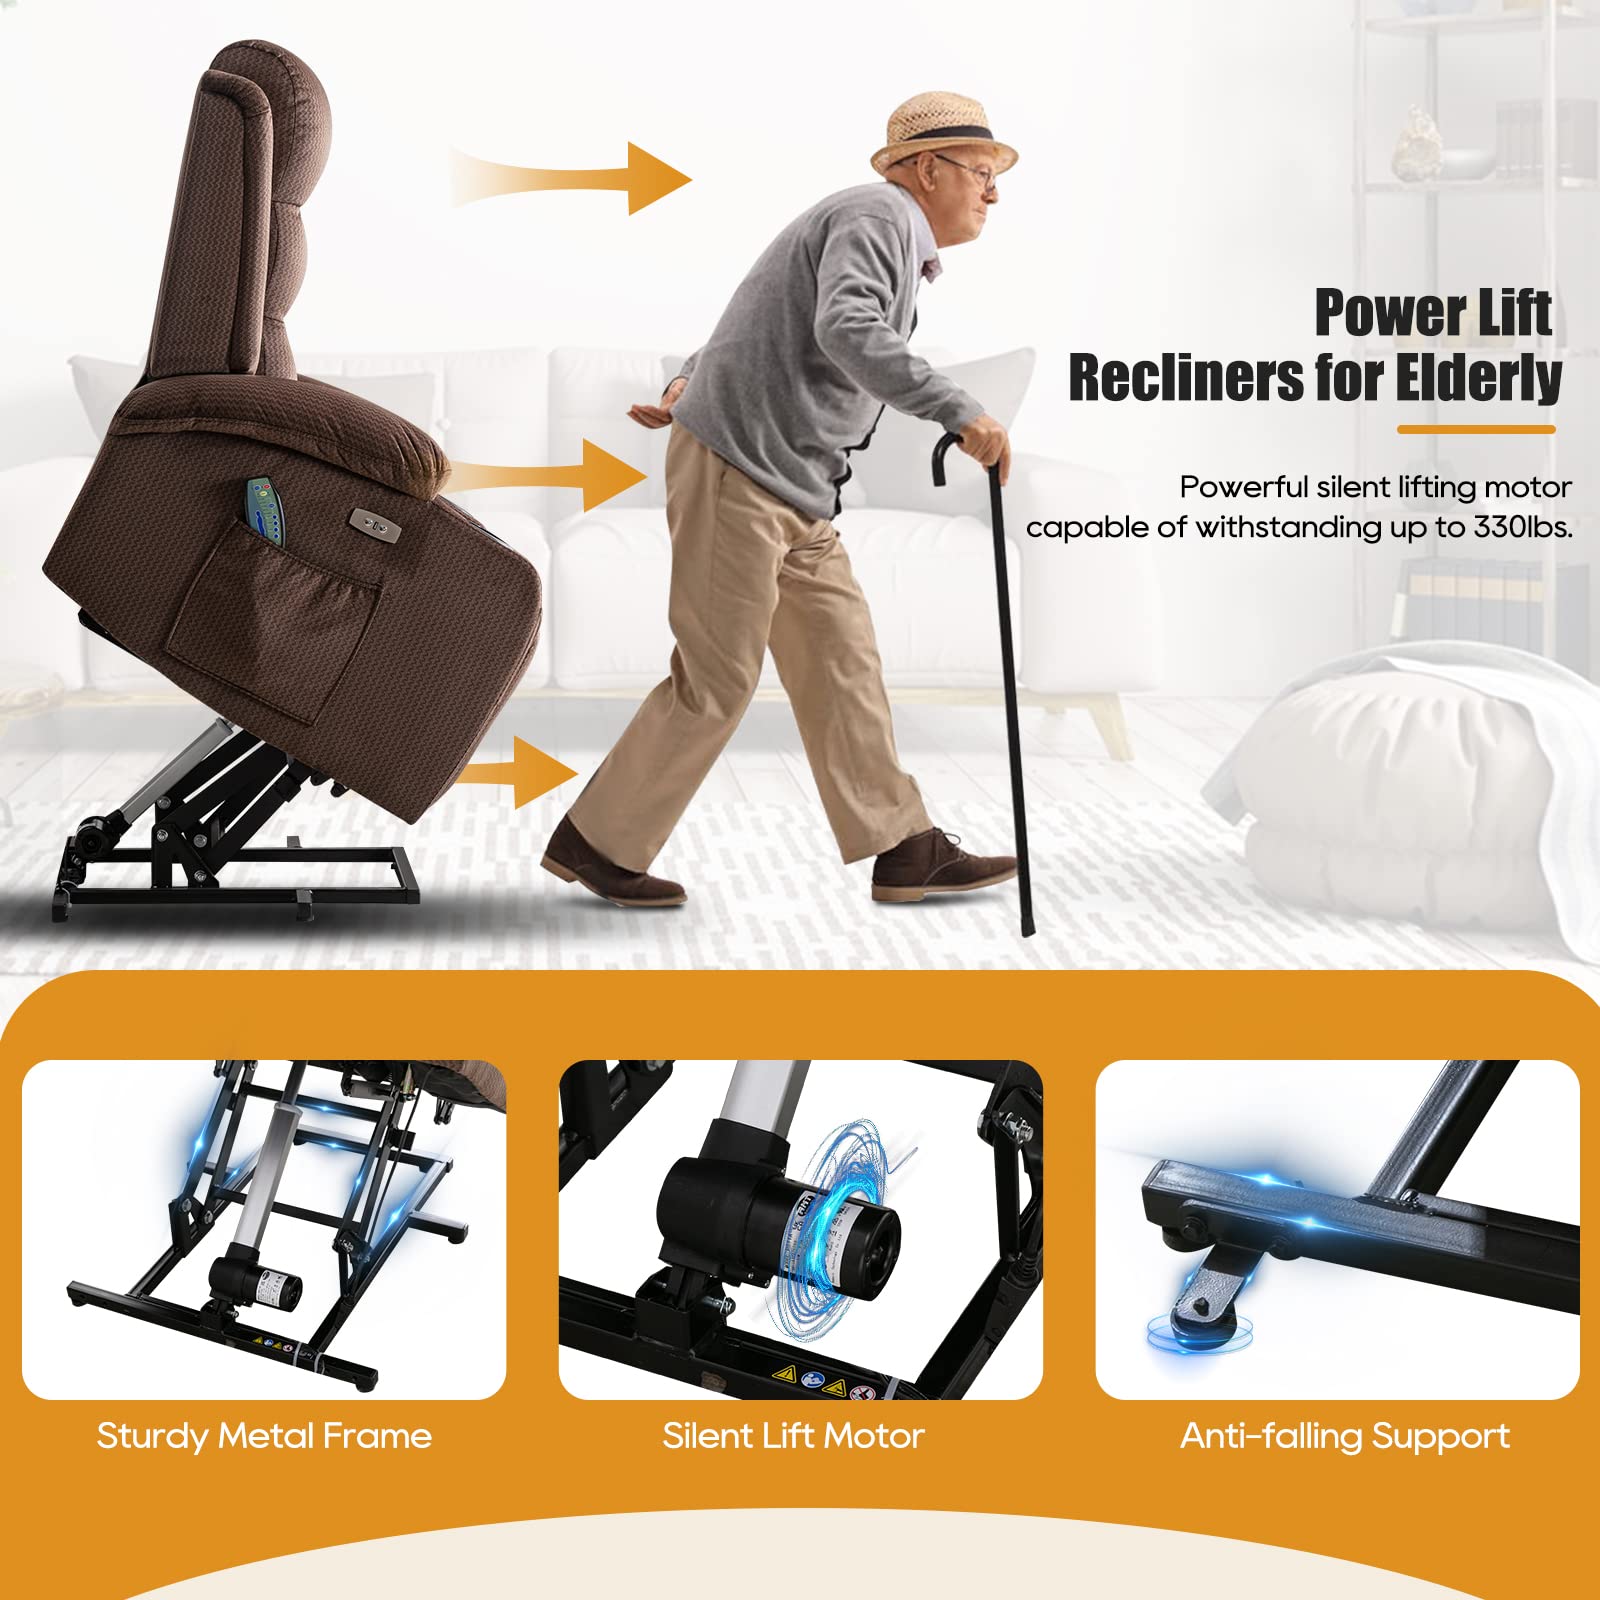 Power Lift
Recliners for Elderly
Powerful silent lifting motor
capable of withstanding up to 330lbs.
Sturdy Metal Frame
Silent Lift Motor
Anti-falling Support